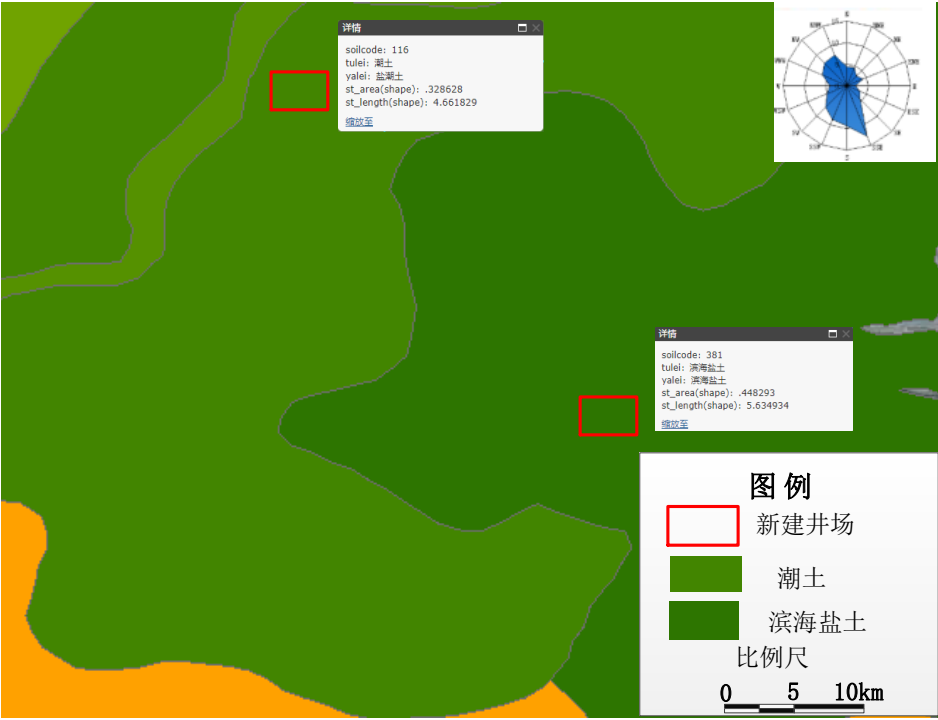 详情
soilcode: 116
tulei: 潮土
yalei: 盐潮土
st_area(shape): .328628
st_length(shape): 4.661829
缩放至
详情
soilcode: 381
tulei: 滨海盐土
yalei: 滨海盐土
st_area(shape): .448293
st_length(shape): 5.634934
缩放至
图例
新建井场
潮土
滨海盐土
比例尺
0 5 10km